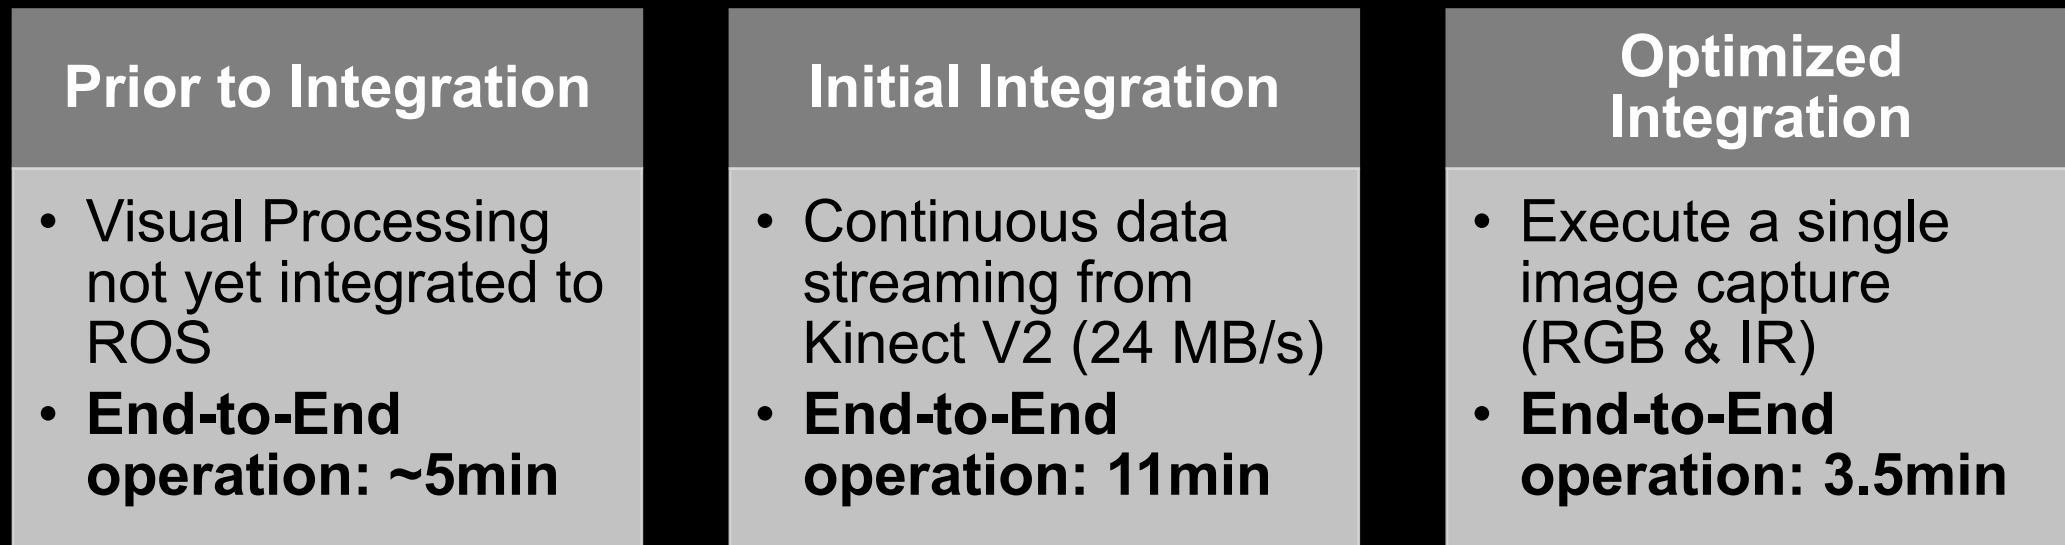 Prior to Integration
• Visual Processing
not yet integrated to
ROS
• End-to-End
operation: ~5min
Initial Integration
• Continuous data
streaming from
Kinect V2 (24 MB/s)
• End-to-End
operation: 11min
Optimized
Integration
• Execute a single
image capture
(RGB & IR)
• End-to-End
operation: 3.5min